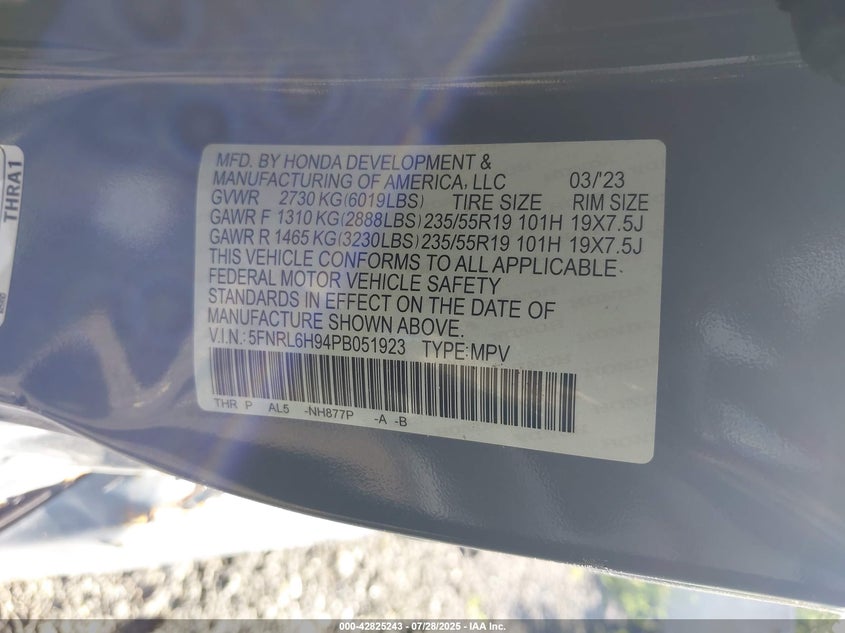 THRA1
MFD. BY HONDA DEVELOPMENT &
MANUFACTURING OF AMERICA, LLC 03/'23
GVWR 2730 KG(6019LBS) TIRE SIZE RIM SIZE
GAWR F 1310 KG(2888LBS) 235/55R19 101H 19X7.5J
GAWR R 1465 KG(3230LBS) 235/55R19 101H 19X7.5J
THIS VEHICLE CONFORMS TO ALL APPLICABLE
FEDERAL MOTOR VEHICLE SAFETY
STANDARDS IN EFFECT ON THE DATE OF
MANUFACTURE SHOWN ABOVE.
V.I.N.: 5FNRL6H94PB051923 TYPE:MPV
THR P AL5 -NH877P -A -B
000-42825243 / 07/28/2025 - IAA Inc.